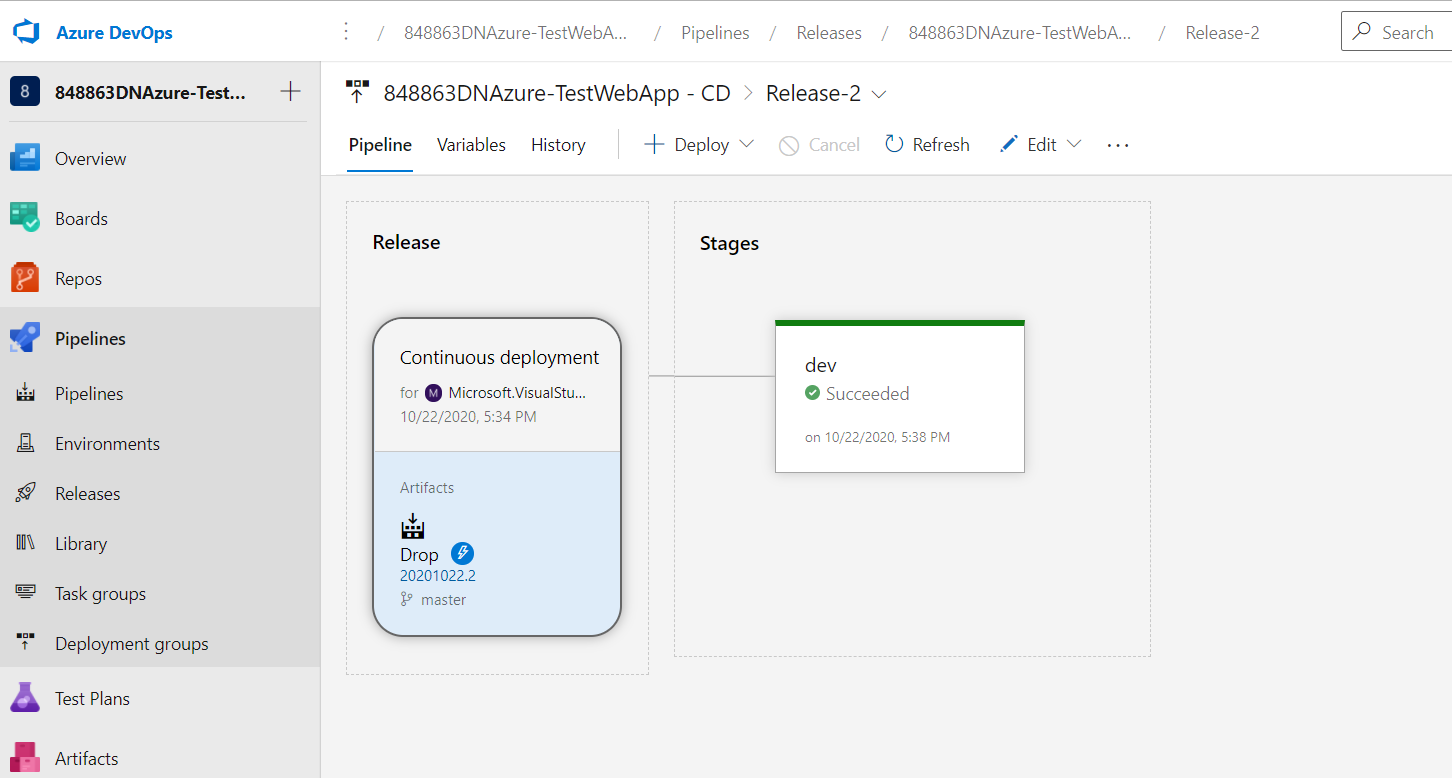 Azure DevOps
/ 848863DNAzure-TestWebA... / Pipelines / Releases / 848863DNAzure-TestWebA... / Release-2
Search
8 848863DNAzure-Test...
Overview
Boards
Repos
Pipelines
Pipelines
Environments
Releases
Library
Task groups
Deployment groups
Test Plans
Artifacts
848863DNAzure-TestWebApp - CD > Release-2
Pipeline Variables History Deploy Cancel Refresh Edit ...
Release
Continuous deployment
for M Microsoft.VisualStu...
10/22/2020, 5:34 PM
Artifacts
Drop
20201022.2
master
Stages
dev
Succeeded
on 10/22/2020, 5:38 PM